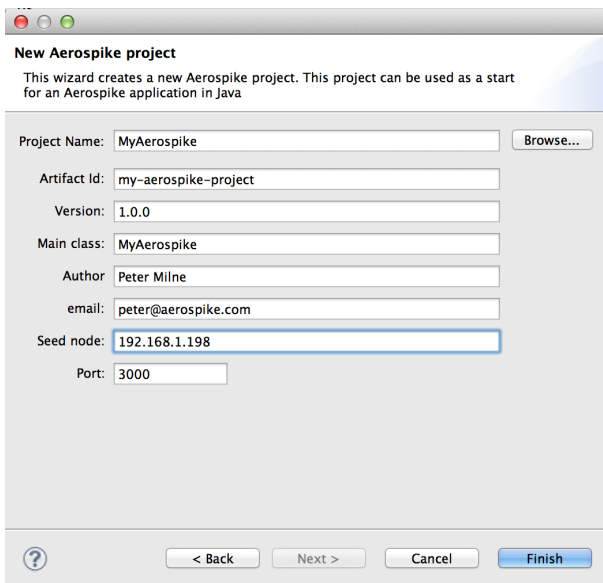 New Aerospike project
This wizard creates a new Aerospike project. This project can be used as a start
for an Aerospike application in Java
Project Name: MyAerospike Browse...
Artifact Id: my-aerospike-project
Version: 1.0.0
Main class: MyAerospike
Author Peter Milne
email: peter@aerospike.com
Seed node: 192.168.1.198
Port: 3000
? < Back Next > Cancel Finish